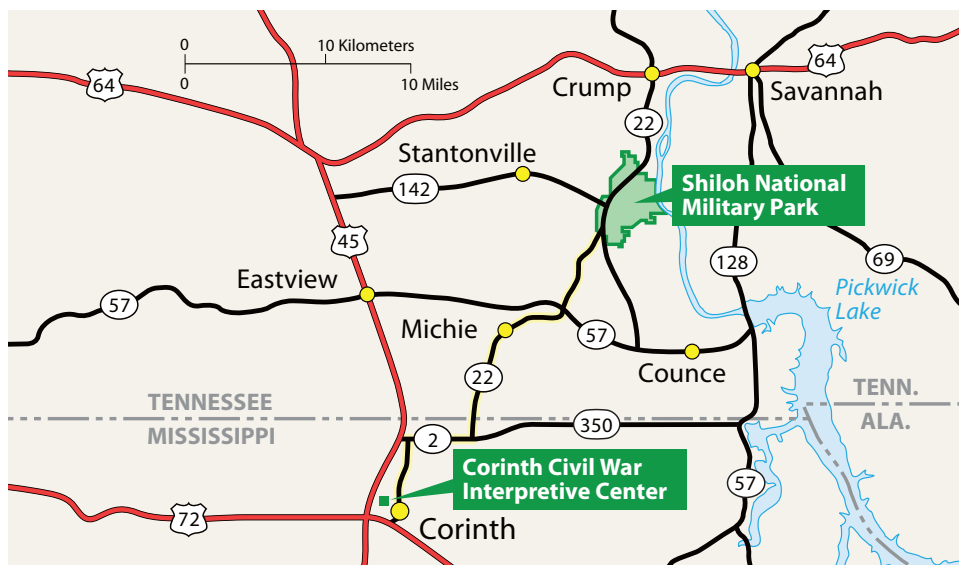 0
10 Kilometers
0
10 Miles
64
64
Crump
Savannah
22
Stantonville
142
Shiloh National
Military Park
45
128
69
Eastview
57
Pickwick
Lake
Michie
57
22
Counce
TENNESSEE
MISSISSIPPI
TENN.
ALA.
2
350
Corinth Civil War
Interpretive Center
57
72
Corinth